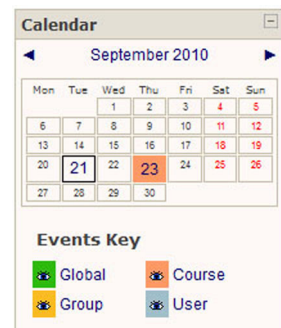 Calendar
September 2010
Mon Tue Wed Thu Fri Sat Sun
1 2 3 4 5
6 7 8 9 10 11 12
13 14 15 16 17 18 19
20 21 22 23 24 25 26
27 28 29 30
Events Key
Global Course
Group User